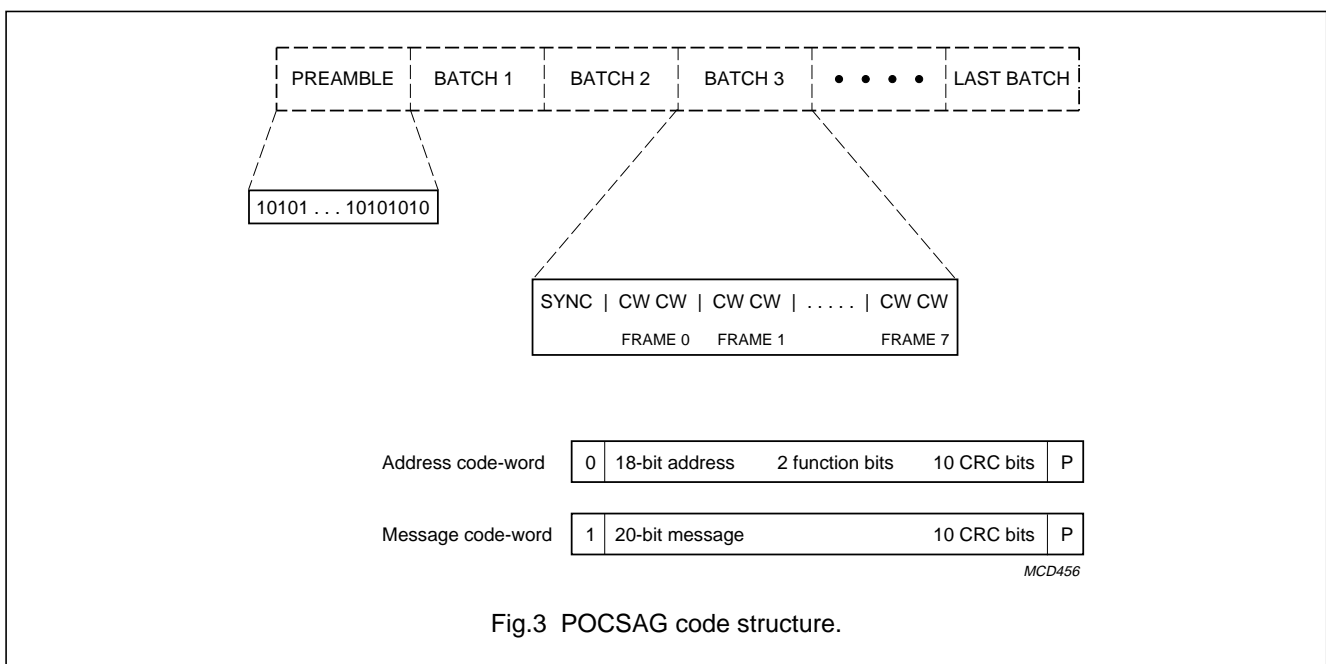 PREAMBLE BATCH 1 BATCH 2 BATCH 3 • • • • LAST BATCH
10101 . . . 10101010
SYNC | CW CW | CW CW | . . . . . | CW CW
FRAME 0 FRAME 1 FRAME 7
Address code-word 0 18-bit address 2 function bits 10 CRC bits P
Message code-word 1 20-bit message 10 CRC bits P
MCD456
Fig.3 POCSAG code structure.